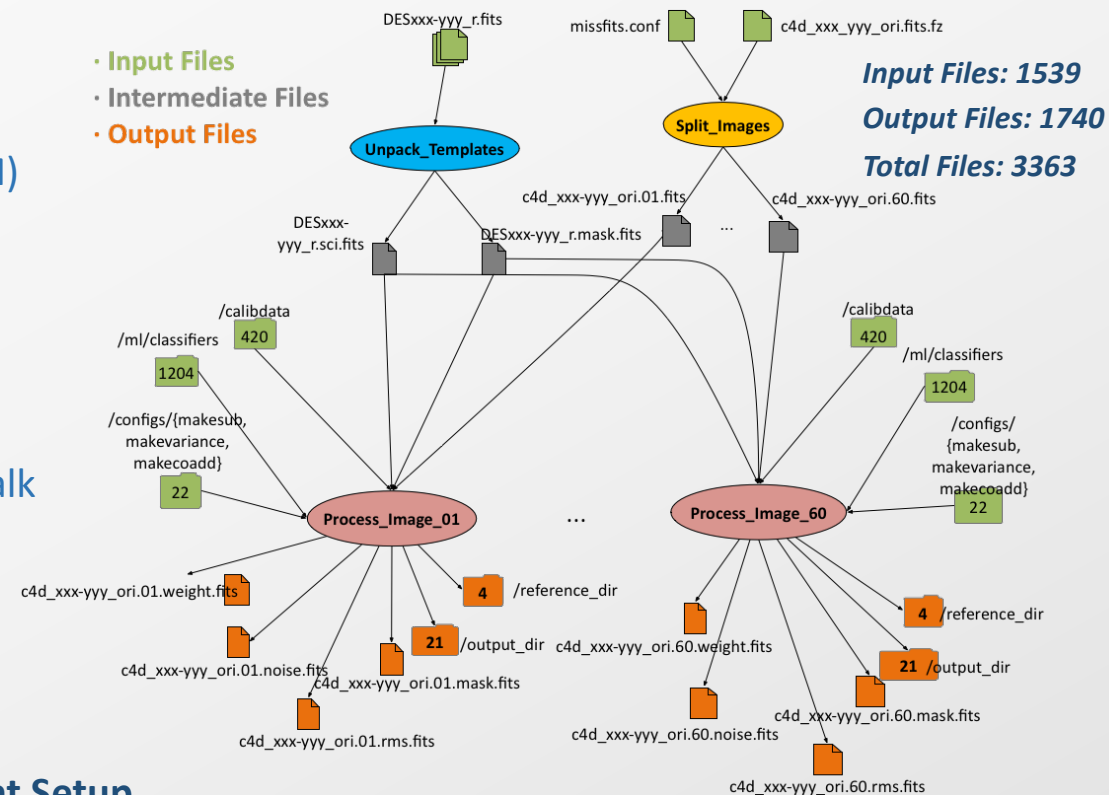 DESxxx-yyy_r.fits
missfits.conf
c4d_xxx_yyy_ori.fits.fz
· Input Files
· Intermediate Files
· Output Files
Input Files: 1539
Output Files: 1740
Total Files: 3363
Unpack_Templates
Split_Images
c4d_xxx-yyy_ori.01.fits
c4d_xxx-yyy_ori.60.fits
DESxxx-
yyy_r.sci.fits
DESxxx-yyy_r.mask.fits
...
/calibdata
420
/ml/classifiers
1204
/configs/{makesub,
makevariance,
makecoadd}
22
/calibdata
420
/ml/classifiers
1204
/configs/
{makesub,
makevariance,
makecoadd}
22
alk
Process_Image_01
...
Process_Image_60
c4d_xxx-yyy_ori.01.weight.fits
4 /reference_dir
21 /output_dir
c4d_xxx-yyy_ori.01.noise.fits
c4d_xxx-yyy_ori.01.mask.fits
c4d_xxx-yyy_ori.01.rms.fits
c4d_xxx-yyy_ori.60.weight.fits
4 /reference_dir
21 /output_dir
c4d_xxx-yyy_ori.60.mask.fits
c4d_xxx-yyy_ori.60.noise.fits
c4d_xxx-yyy_ori.60.rms.fits
nt Setup